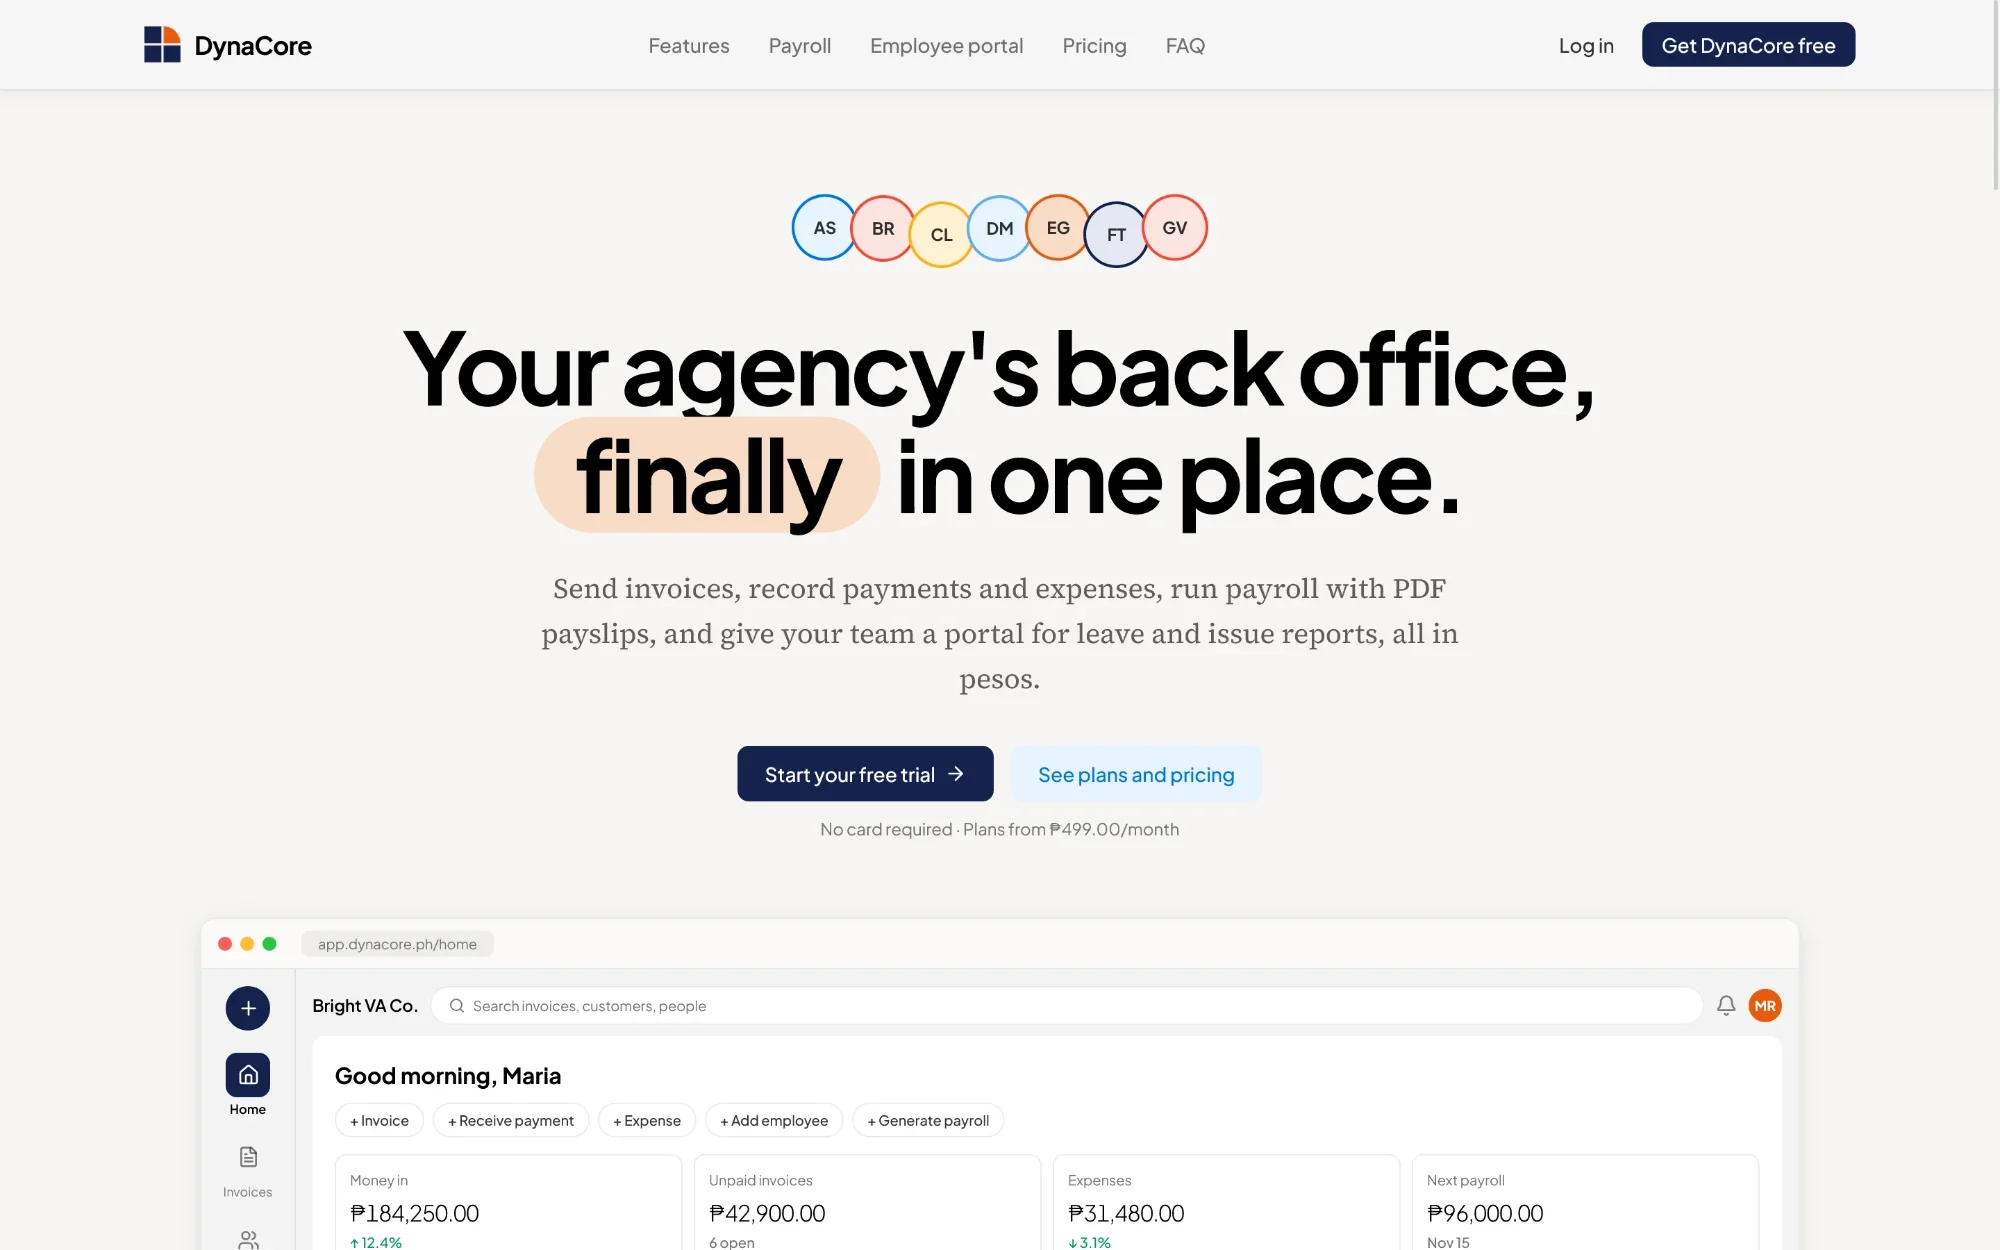 DynaCore
Features
Payroll
Employee portal
Pricing
FAQ
Log in
Get DynaCore free
AS
BR
CL
DM
EG
FT
GV
Your agency's back office,
finally in one place.
Send invoices, record payments and expenses, run payroll with PDF
payslips, and give your team a portal for leave and issue reports, all in
pesos.
Start your free trial →
See plans and pricing
No card required · Plans from ₱499.00/month
app.dynacore.ph/home
Bright VA Co.
Search invoices, customers, people
MR
Home
Invoices
Good morning, Maria
+ Invoice
+ Receive payment
+ Expense
+ Add employee
+ Generate payroll
Money in
₱184,250.00
↑ 12.4%
Unpaid invoices
₱42,900.00
6 open
Expenses
₱31,480.00
↓ 3.1%
Next payroll
₱96,000.00
Nov 15